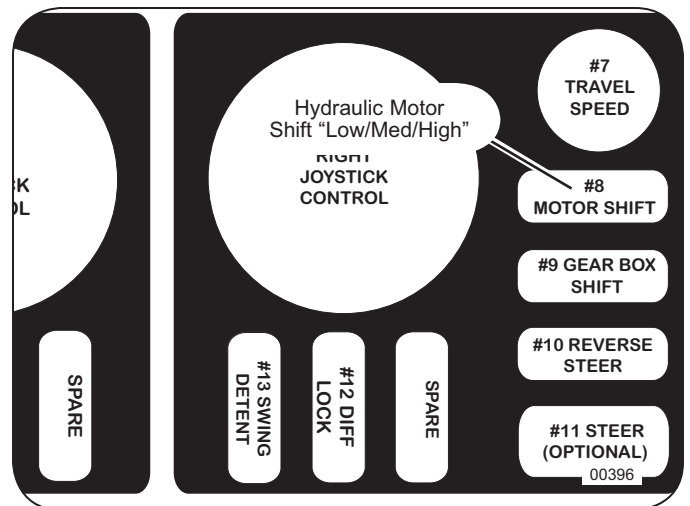 #7
TRAVEL
SPEED
Hydraulic Motor
Shift “Low/Med/High”
RIGHT
JOYSTICK
CONTROL
#8
MOTOR SHIFT
#9 GEAR BOX
SHIFT
#10 REVERSE
STEER
#11 STEER
(OPTIONAL)
SPARE
#13 SWING
DETENT
#12 DIFF
LOCK
SPARE
00396